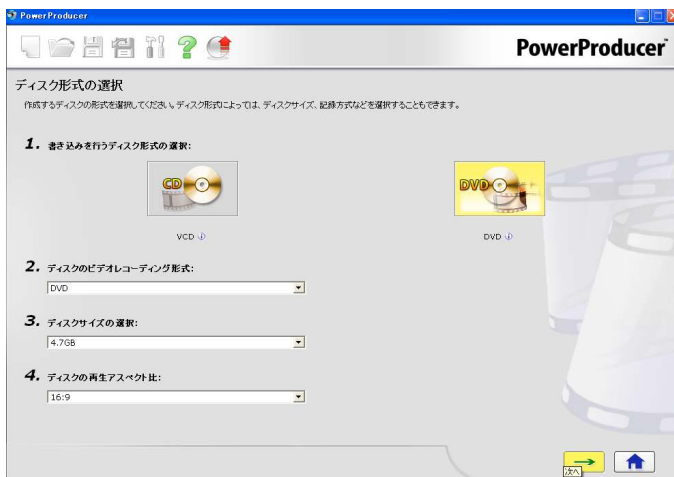 PowerProducer
PowerProducer
ディスク形式の選択
作成するディスクの形式を選択してください。ディスク形式によっては、ディスクサイズ、記録方式などを選択することもできます。
1. 書き込みを行うディスク形式の選択:
CD
DVD
VCD
DVD
2. ディスクのビデオレコーディング形式:
DVD
3. ディスクサイズの選択:
4.7GB
4. ディスクの再生アスペクト比:
16:9
次へ